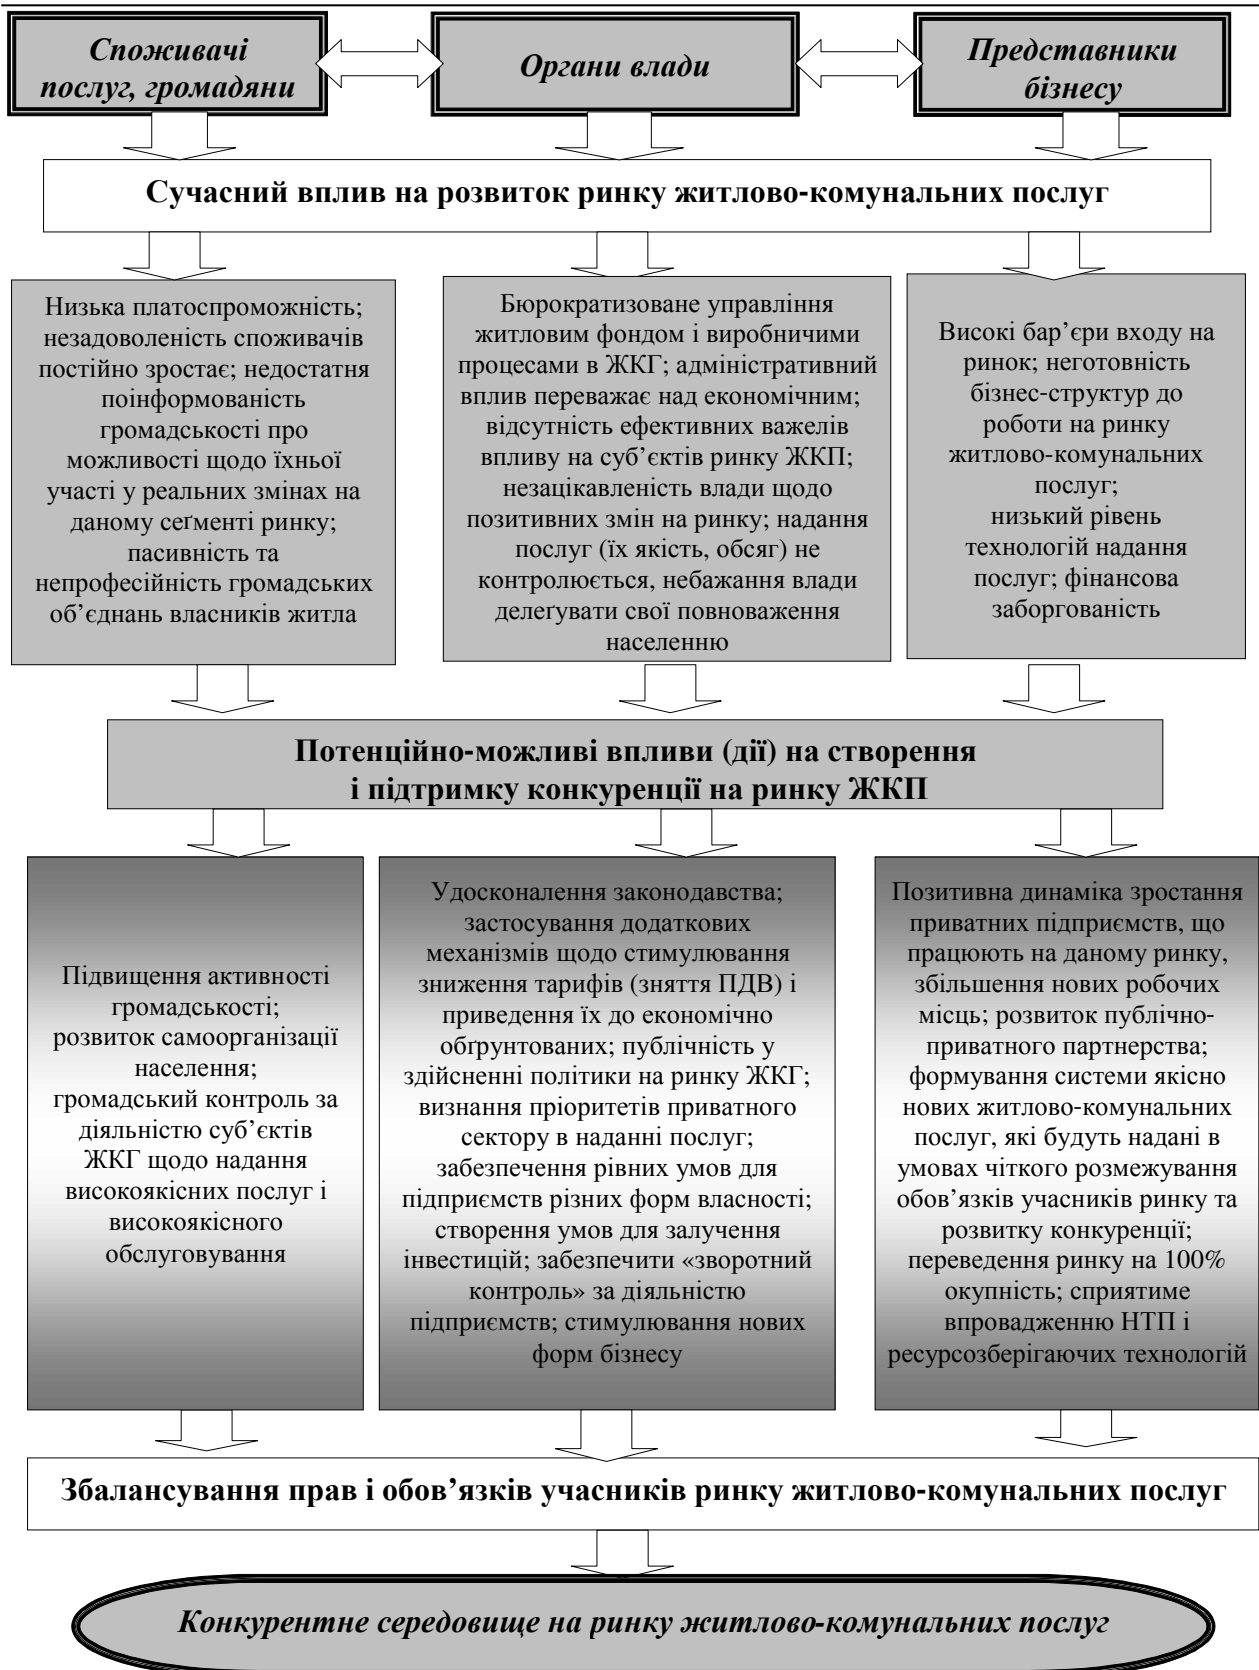 Споживачі
послуг, громадяни
Органи влади
Представники
бізнесу
Сучасний вплив на розвиток ринку житлово-комунальних послуг
Низька платоспроможність;
незадоволеність споживачів
постійно зростає; недостатня
поінформованість
громадськості про
можливості щодо їхньої
участі у реальних змінах на
даному сеґменті ринку;
пасивність та
непрофесійність громадських
об’єднань власників житла
Бюрократизоване управління
житловим фондом і виробничими
процесами в ЖКГ; адміністративний
вплив переважає над економічним;
відсутність ефективних важелів
впливу на суб’єктів ринку ЖКП;
незацікавленість влади щодо
позитивних змін на ринку; надання
послуг (їх якість, обсяг) не
контролюється, небажання влади
делеґувати свої повноваження
населенню
Високі бар’єри входу на
ринок; неготовність
бізнес-структур до
роботи на ринку
житлово-комунальних
послуг;
низький рівень
технологій надання
послуг; фінансова
заборгованість
Потенційно-можливі впливи (дії) на створення
і підтримку конкуренції на ринку ЖКП
Підвищення активності
громадськості;
розвиток самоорганізації
населення;
громадський контроль за
діяльністю суб’єктів
ЖКГ щодо надання
високоякісних послуг і
високоякісного
обслуговування
Удосконалення законодавства;
застосування додаткових
механізмів щодо стимулювання
зниження тарифів (зняття ПДВ) і
приведення їх до економічно
обґрунтованих; публічність у
здійсненні політики на ринку ЖКГ;
визнання пріоритетів приватного
сектору в наданні послуг;
забезпечення рівних умов для
підприємств різних форм власності;
створення умов для залучення
інвестицій; забезпечити «зворотний
контроль» за діяльністю
підприємств; стимулювання нових
форм бізнесу
Позитивна динаміка зростання
приватних підприємств, що
працюють на даному ринку,
збільшення нових робочих
місць; розвиток публічно-
приватного партнерства;
формування системи якісно
нових житлово-комунальних
послуг, які будуть надані в
умовах чіткого розмежування
обов’язків учасників ринку та
розвитку конкуренції;
переведення ринку на 100%
окупність; сприятиме
впровадженню НТП і
ресурсозберігаючих технологій
Збалансування прав і обов’язків учасників ринку житлово-комунальних послуг
Конкурентне середовище на ринку житлово-комунальних послуг